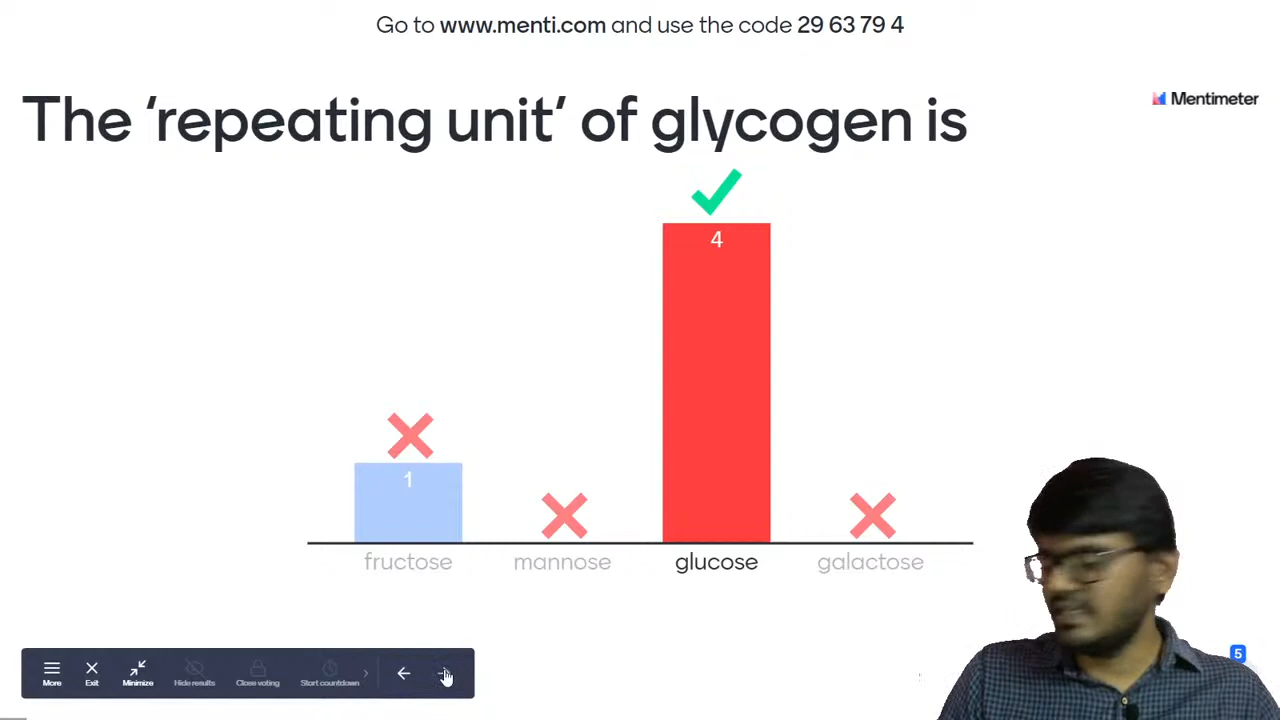 Go to www.menti.com and use the code 29 63 79 4
The ‘repeating unit’ of glycogen is
Mentimeter
4
1
fructose
mannose
glucose
galactose
More
Exit
Minimize
Hide results
Close voting
Start countdown
5